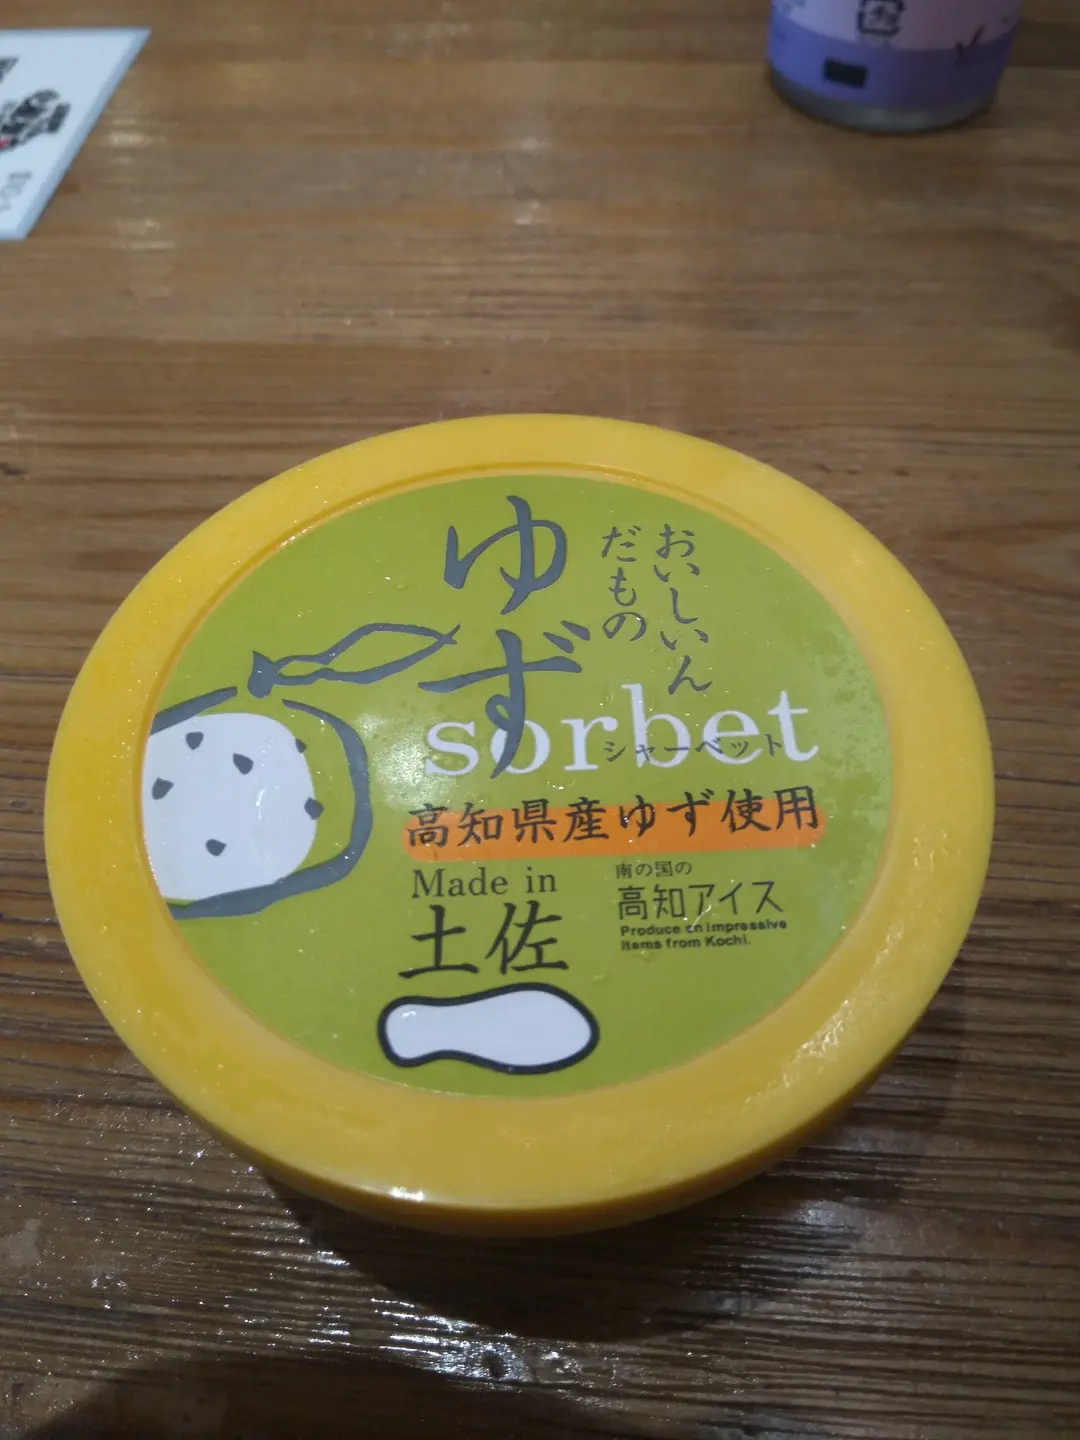 おいしいん
だもの
ゆず
sorbet
シャーベット
高知県産ゆず使用
Made in
土佐
南の国の
高知アイス
Produce an impressive
items from Kochi.